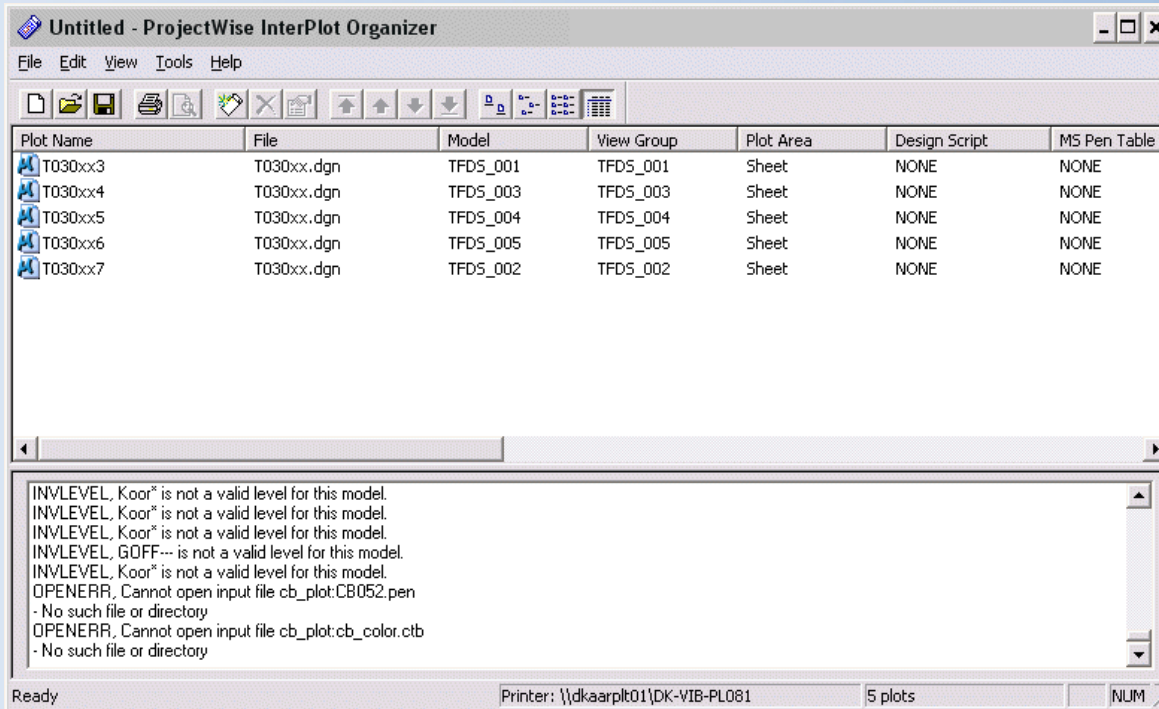 Untitled - ProjectWise InterPlot Organizer
File Edit View Tools Help
Plot Name File Model View Group Plot Area Design Script MS Pen Table
T030xx3 T030xx.dgn TFDS_001 TFDS_001 Sheet NONE NONE
T030xx4 T030xx.dgn TFDS_003 TFDS_003 Sheet NONE NONE
T030xx5 T030xx.dgn TFDS_004 TFDS_004 Sheet NONE NONE
T030xx6 T030xx.dgn TFDS_005 TFDS_005 Sheet NONE NONE
T030xx7 T030xx.dgn TFDS_002 TFDS_002 Sheet NONE NONE
INVLEVEL, Koor* is not a valid level for this model.
INVLEVEL, Koor* is not a valid level for this model.
INVLEVEL, Koor* is not a valid level for this model.
INVLEVEL, GOFF--- is not a valid level for this model.
INVLEVEL, Koor* is not a valid level for this model.
OPENERR, Cannot open input file cb_plot:CB052.pen
- No such file or directory
OPENERR, Cannot open input file cb_plot:cb_color.ctb
- No such file or directory
Ready Printer: \\dkaarplt01\DK-VIB-PL081 5 plots NUM